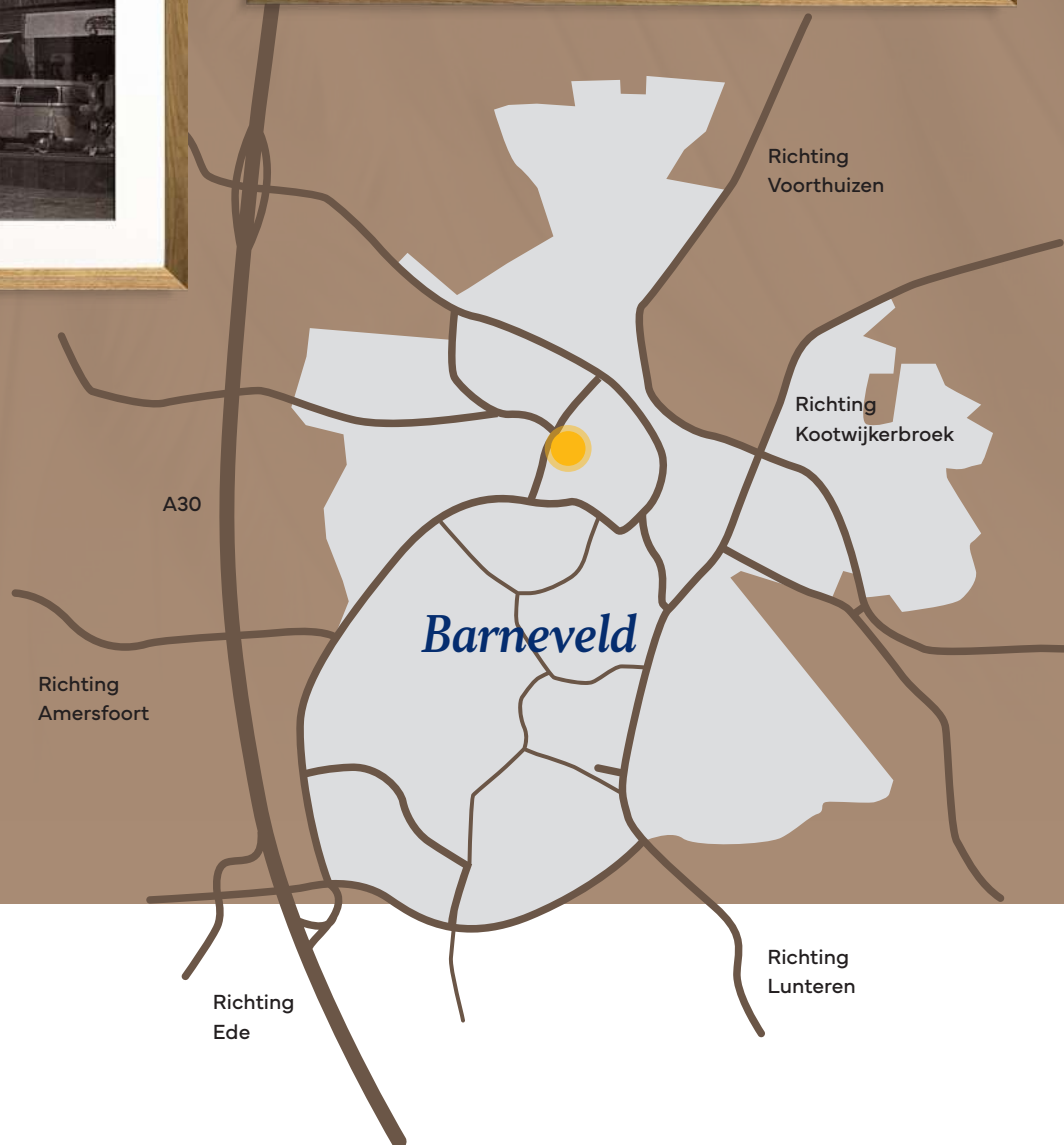 Richting
Voorthuizen
Richting
Kootwijkerbroek
A30
Barneveld
Richting
Amersfoort
Richting
Lunteren
Richting
Ede